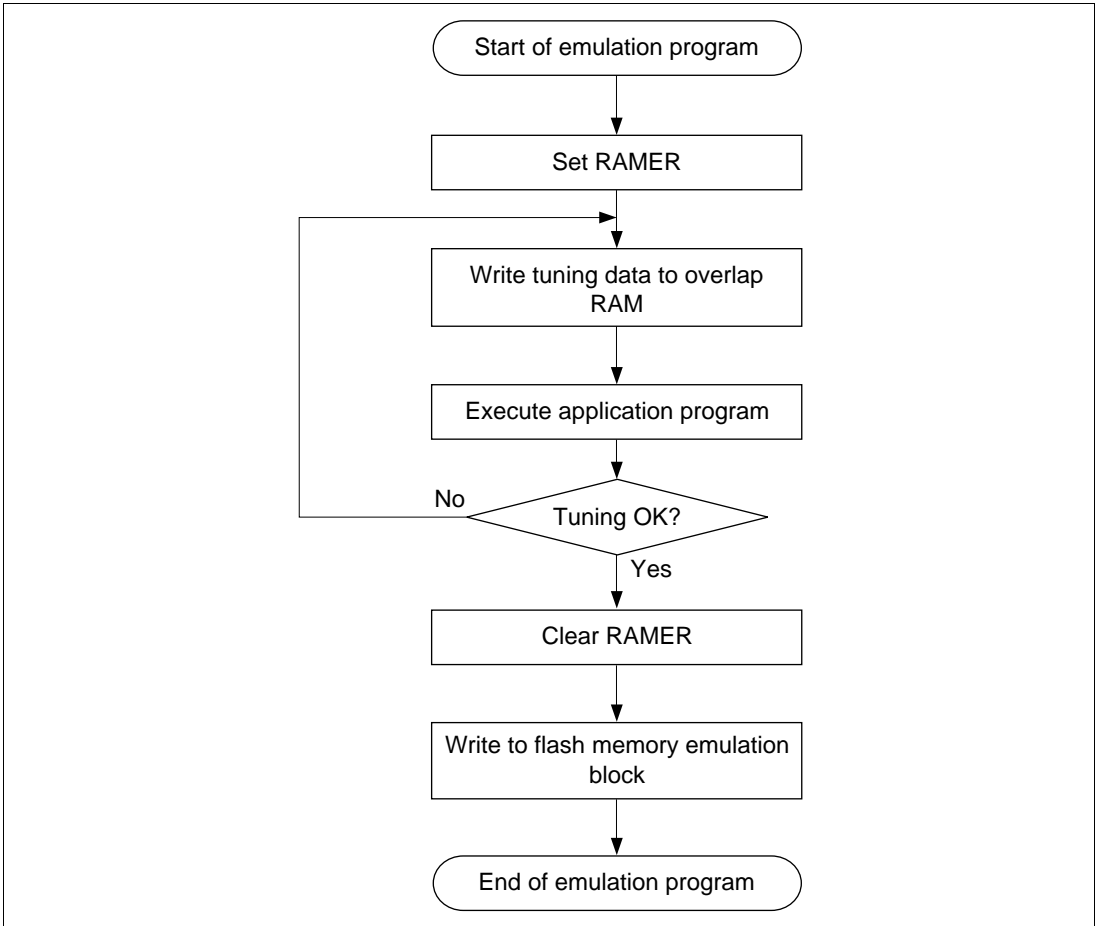 Start of emulation program
Set RAMER
Write tuning data to overlap
RAM
Execute application program
No
Tuning OK?
Yes
Clear RAMER
Write to flash memory emulation
block
End of emulation program